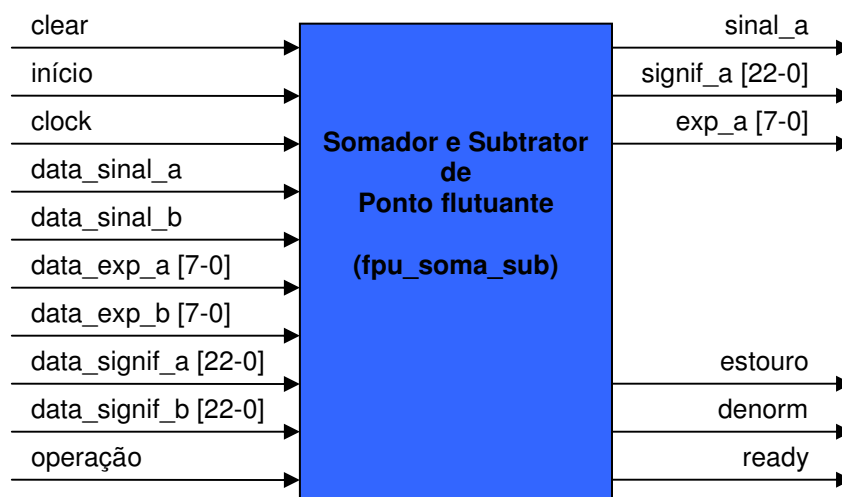 clear
início
clock
data_sinal_a
data_sinal_b
data_exp_a [7-0]
data_exp_b [7-0]
data_signif_a [22-0]
data_signif_b [22-0]
operação
Somador e Subtrator
de
Ponto flutuante
(fpu_soma_sub)
sinal_a
signif_a [22-0]
exp_a [7-0]
estouro
denorm
ready